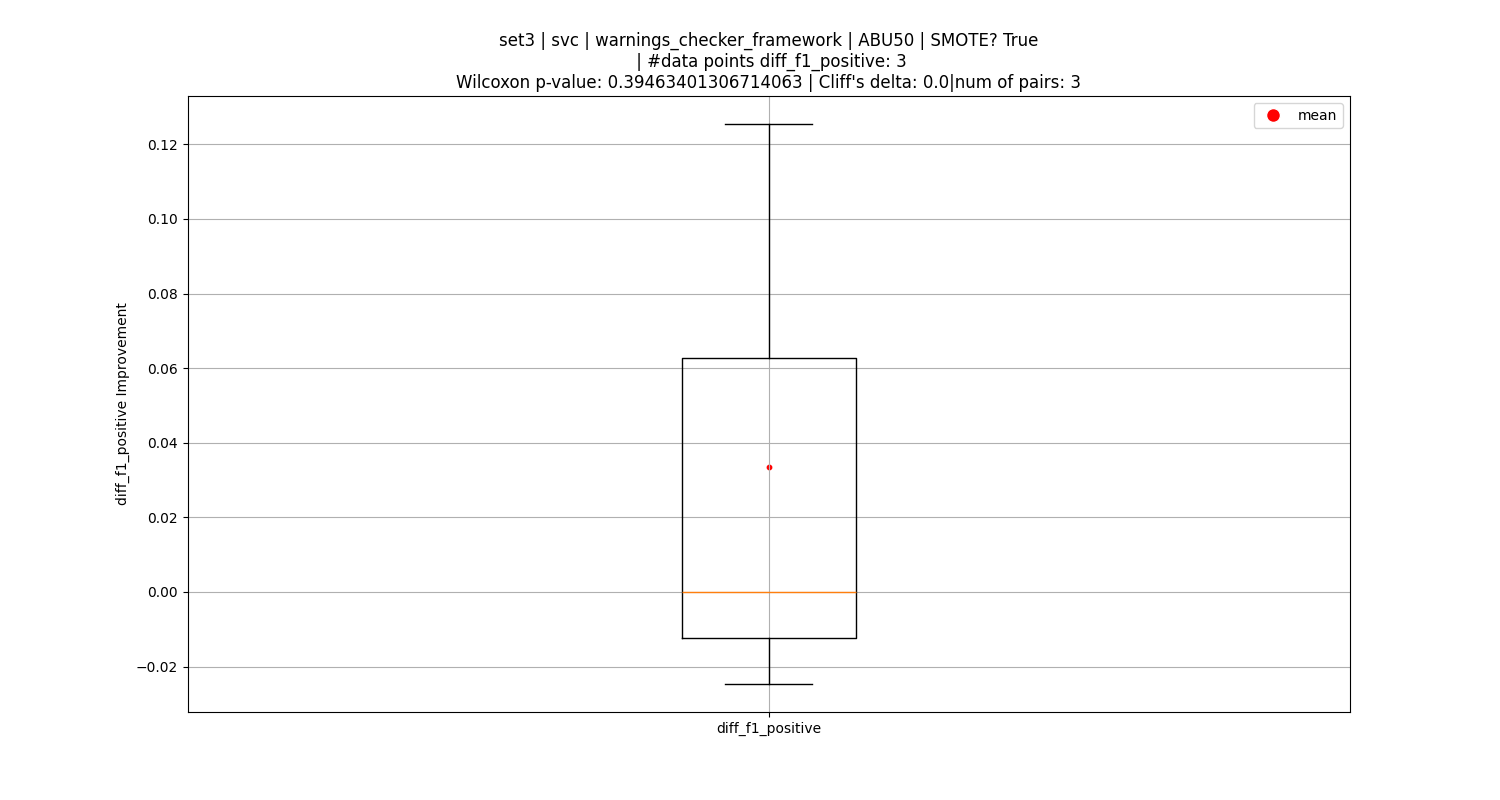 set3 | svc | warnings_checker_framework | ABU50 | SMOTE? True
| #data points diff_f1_positive: 3
Wilcoxon p-value: 0.39463401306714063 | Cliff's delta: 0.0|num of pairs: 3
mean
0.12
0.10
0.08
0.06
0.04
0.02
0.00
−0.02
diff_f1_positive Improvement
diff_f1_positive